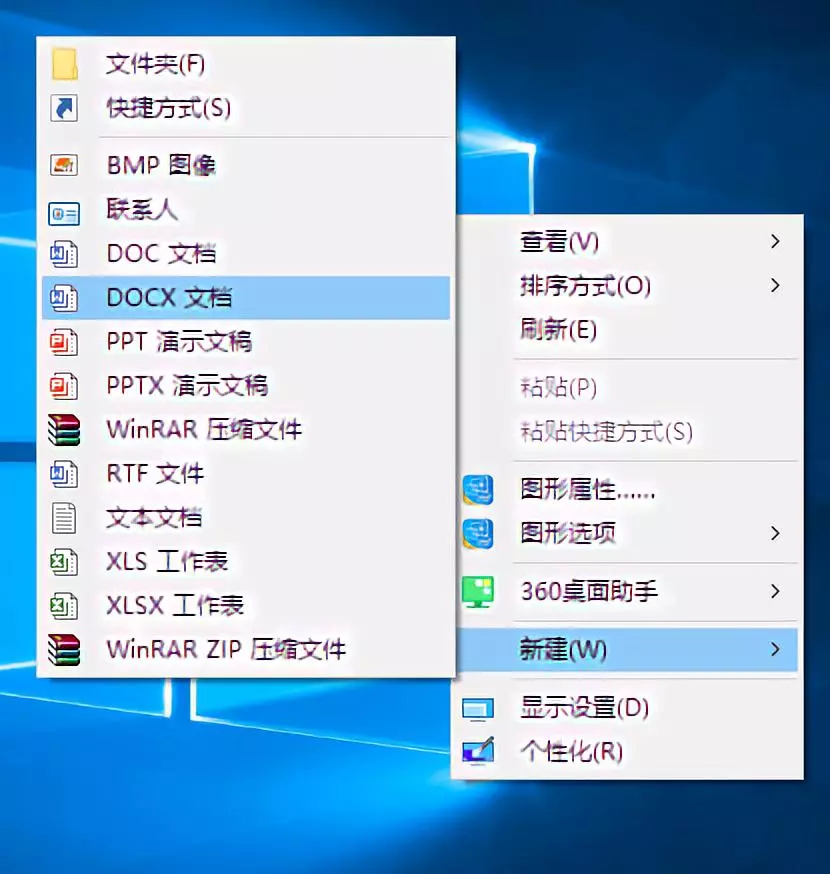 文件夹(F)
快捷方式(S)
BMP 图像
联系人
DOC 文档
DOCX 文档
PPT 演示文稿
PPTX 演示文稿
WinRAR 压缩文件
RTF 文件
文本文档
XLS 工作表
XLSX 工作表
WinRAR ZIP 压缩文件
查看(V)
排序方式(O)
刷新(E)
粘贴(P)
粘贴快捷方式(S)
图形属性......
图形选项
360桌面助手
新建(W)
显示设置(D)
个性化(R)